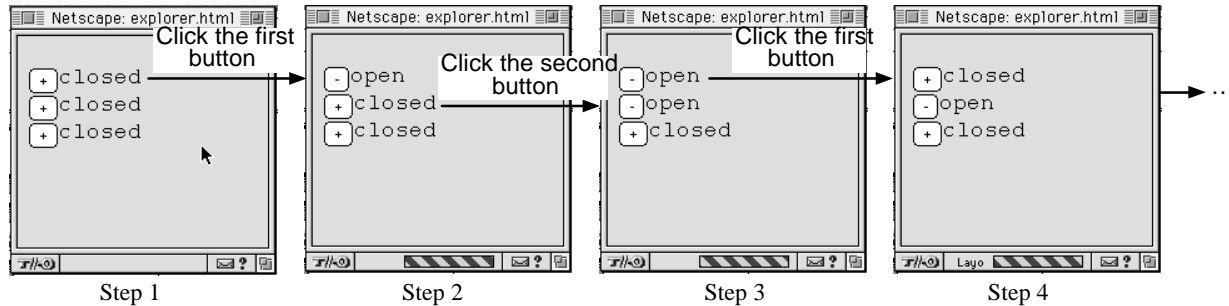 Netscape: explorer.html
Click the first
button
+ closed
+ closed
+ closed
Step 1
Netscape: explorer.html
- open
+ closed
+ closed
Click the second
button
Step 2
Netscape: explorer.html
Click the first
button
- open
- open
+ closed
Step 3
Netscape: explorer.html
+ closed
- open
+ closed
Layo
Step 4
..